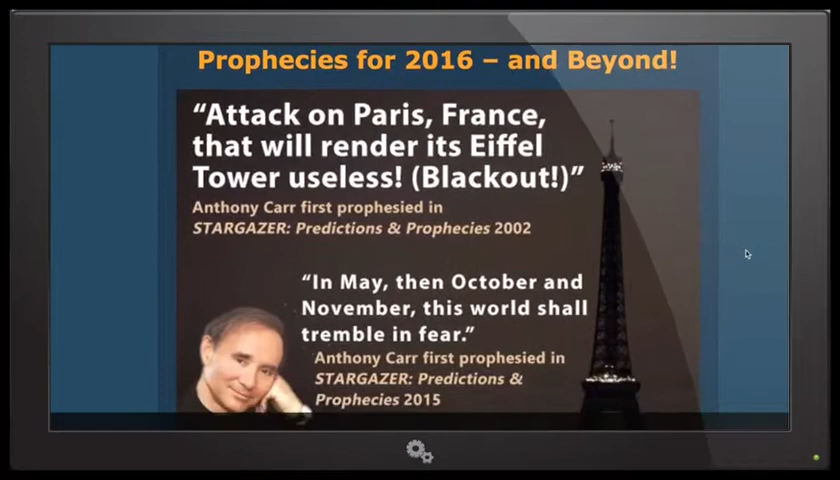 Prophecies for 2016 – and Beyond!
“Attack on Paris, France,
that will render its Eiffel
Tower useless! (Blackout!)”
Anthony Carr first prophesied in
STARGAZER: Predictions & Prophecies 2002
“In May, then October and
November, this world shall
tremble in fear.”
Anthony Carr first prophesied in
STARGAZER: Predictions &
Prophecies 2015